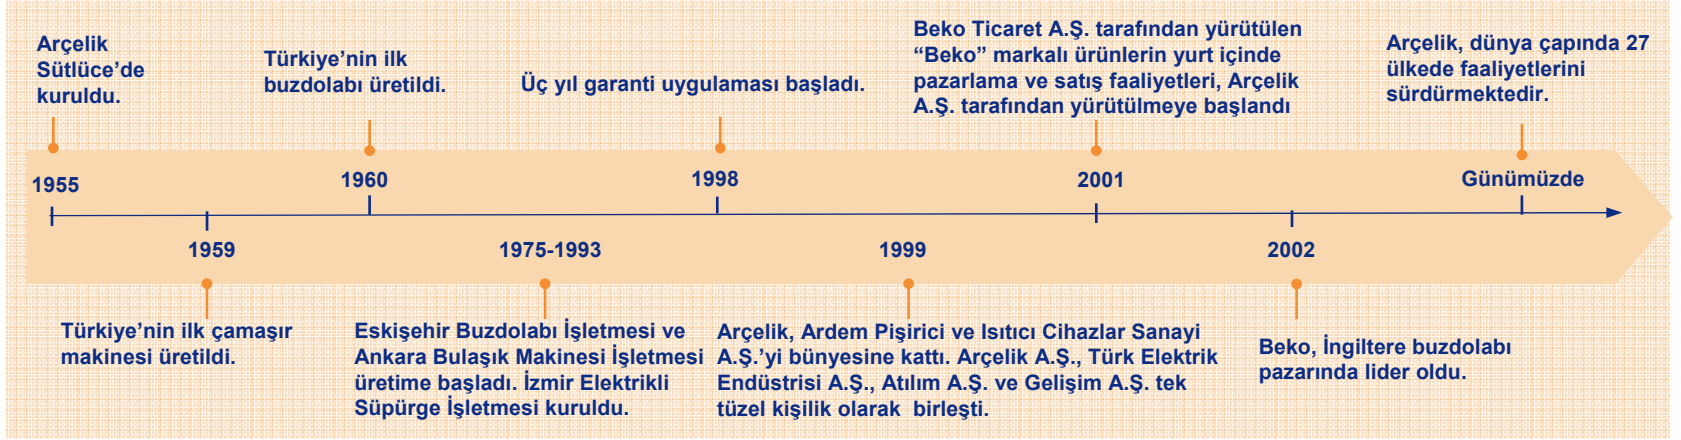 Arçelik
Sütlüce’de
kuruldu.
Türkiye’nin ilk
buzdolabı üretildi.
Üç yıl garanti uygulaması başladı.
Beko Ticaret A.Ş. tarafından yürütülen
“Beko” markalı ürünlerin yurt içinde
pazarlama ve satış faaliyetleri, Arçelik
A.Ş. tarafından yürütülmeye başlandı
Arçelik, dünya çapında 27
ülkede faaliyetlerini
sürdürmektedir.
1955
1960
1998
2001
Günümüzde
1959
1975-1993
1999
2002
Türkiye’nin ilk çamaşır
makinesi üretildi.
Eskişehir Buzdolabı İşletmesi ve
Ankara Bulaşık Makinesi İşletmesi
üretime başladı. İzmir Elektrikli
Süpürge İşletmesi kuruldu.
Arçelik, Ardem Pişirici ve Isıtıcı Cihazlar Sanayi
A.Ş.’yi bünyesine kattı. Arçelik A.Ş., Türk Elektrik
Endüstrisi A.Ş., Atılım A.Ş. ve Gelişim A.Ş. tek
tüzel kişilik olarak birleşti.
Beko, İngiltere buzdolabı
pazarında lider oldu.